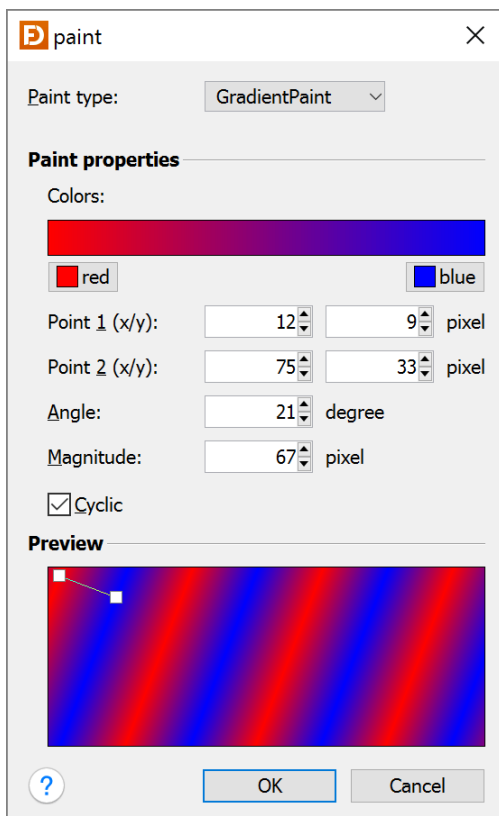 FD paint
Paint type: GradientPaint
Paint properties
Colors:
red blue
Point 1 (x/y): 12 9 pixel
Point 2 (x/y): 75 33 pixel
Angle: 21 degree
Magnitude: 67 pixel
Cyclic
Preview
? OK Cancel